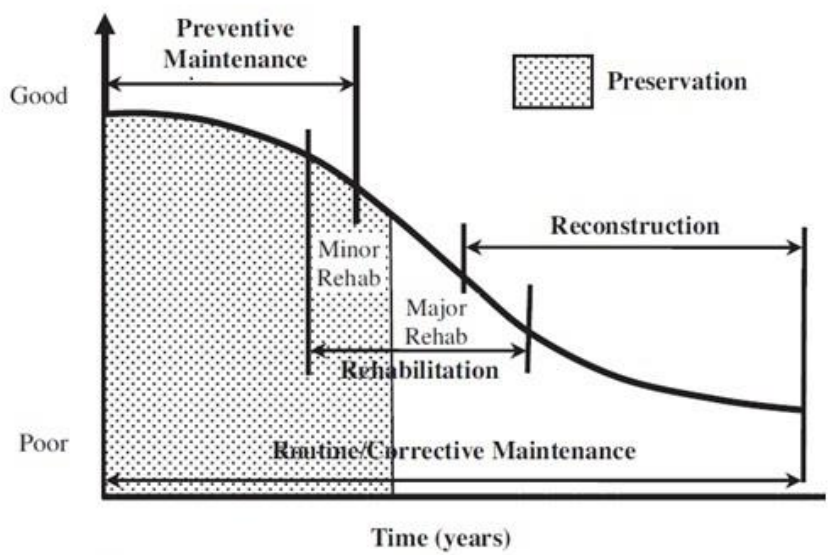 Preventive
Maintenance
Preservation
Good
Reconstruction
Minor
Rehab
Major
Rehab
Rehabilitation
Poor
Routine/Corrective Maintenance
Time (years)